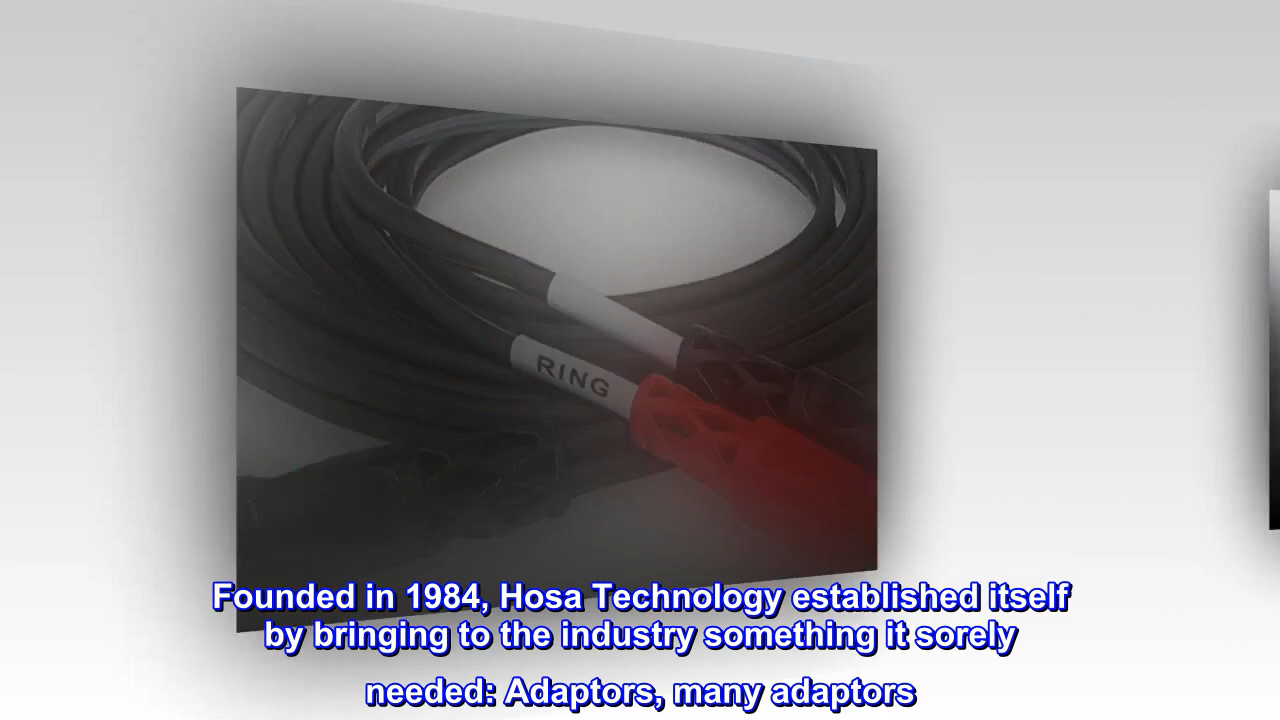 RING
Founded in 1984, Hosa Technology established itself
by bringing to the industry something it sorely
needed: Adaptors, many adaptors